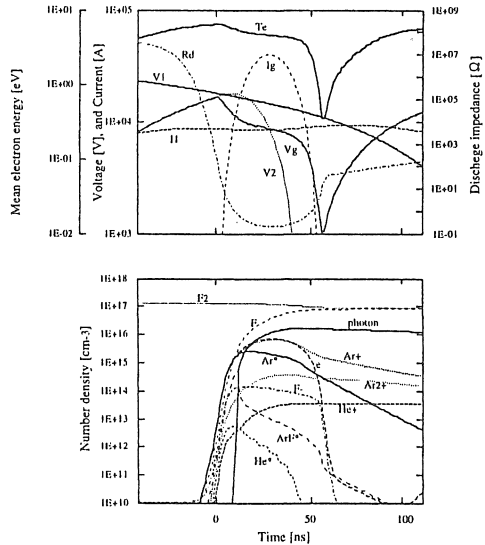 Mean electron energy [eV]
1E+01
1E+00
1E-01
1E-02
Voltage [V], and Current [A]
1E+05
1E+04
1E+03
Te
Rd
Ig
V1
I1
Vg
V2
1E+09
1E+07
1E+05
1E+03
1E+01
1E-01
Dischege impedance [Ω]
Number density [cm-3]
1E+18
1E+17
1E+16
1E+15
1E+14
1E+13
1E+12
1E+11
1E+10
F2
F
photon
Ar*
e
Ar+
Ar2+
F-
He+
ArF*
He*
0
50
100
Time [ns]